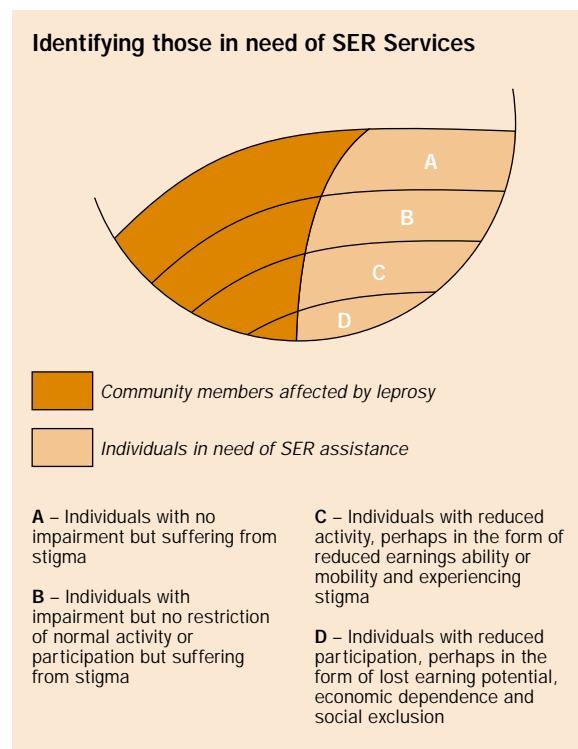 Identifying those in need of SER Services
A
B
C
D
Community members affected by leprosy
Individuals in need of SER assistance
A – Individuals with no
impairment but suffering from
stigma
B – Individuals with
impairment but no restriction
of normal activity or
participation but suffering
from stigma
C – Individuals with reduced
activity, perhaps in the form of
reduced earnings ability or
mobility and experiencing
stigma
D – Individuals with reduced
participation, perhaps in the
form of lost earning potential,
economic dependence and
social exclusion